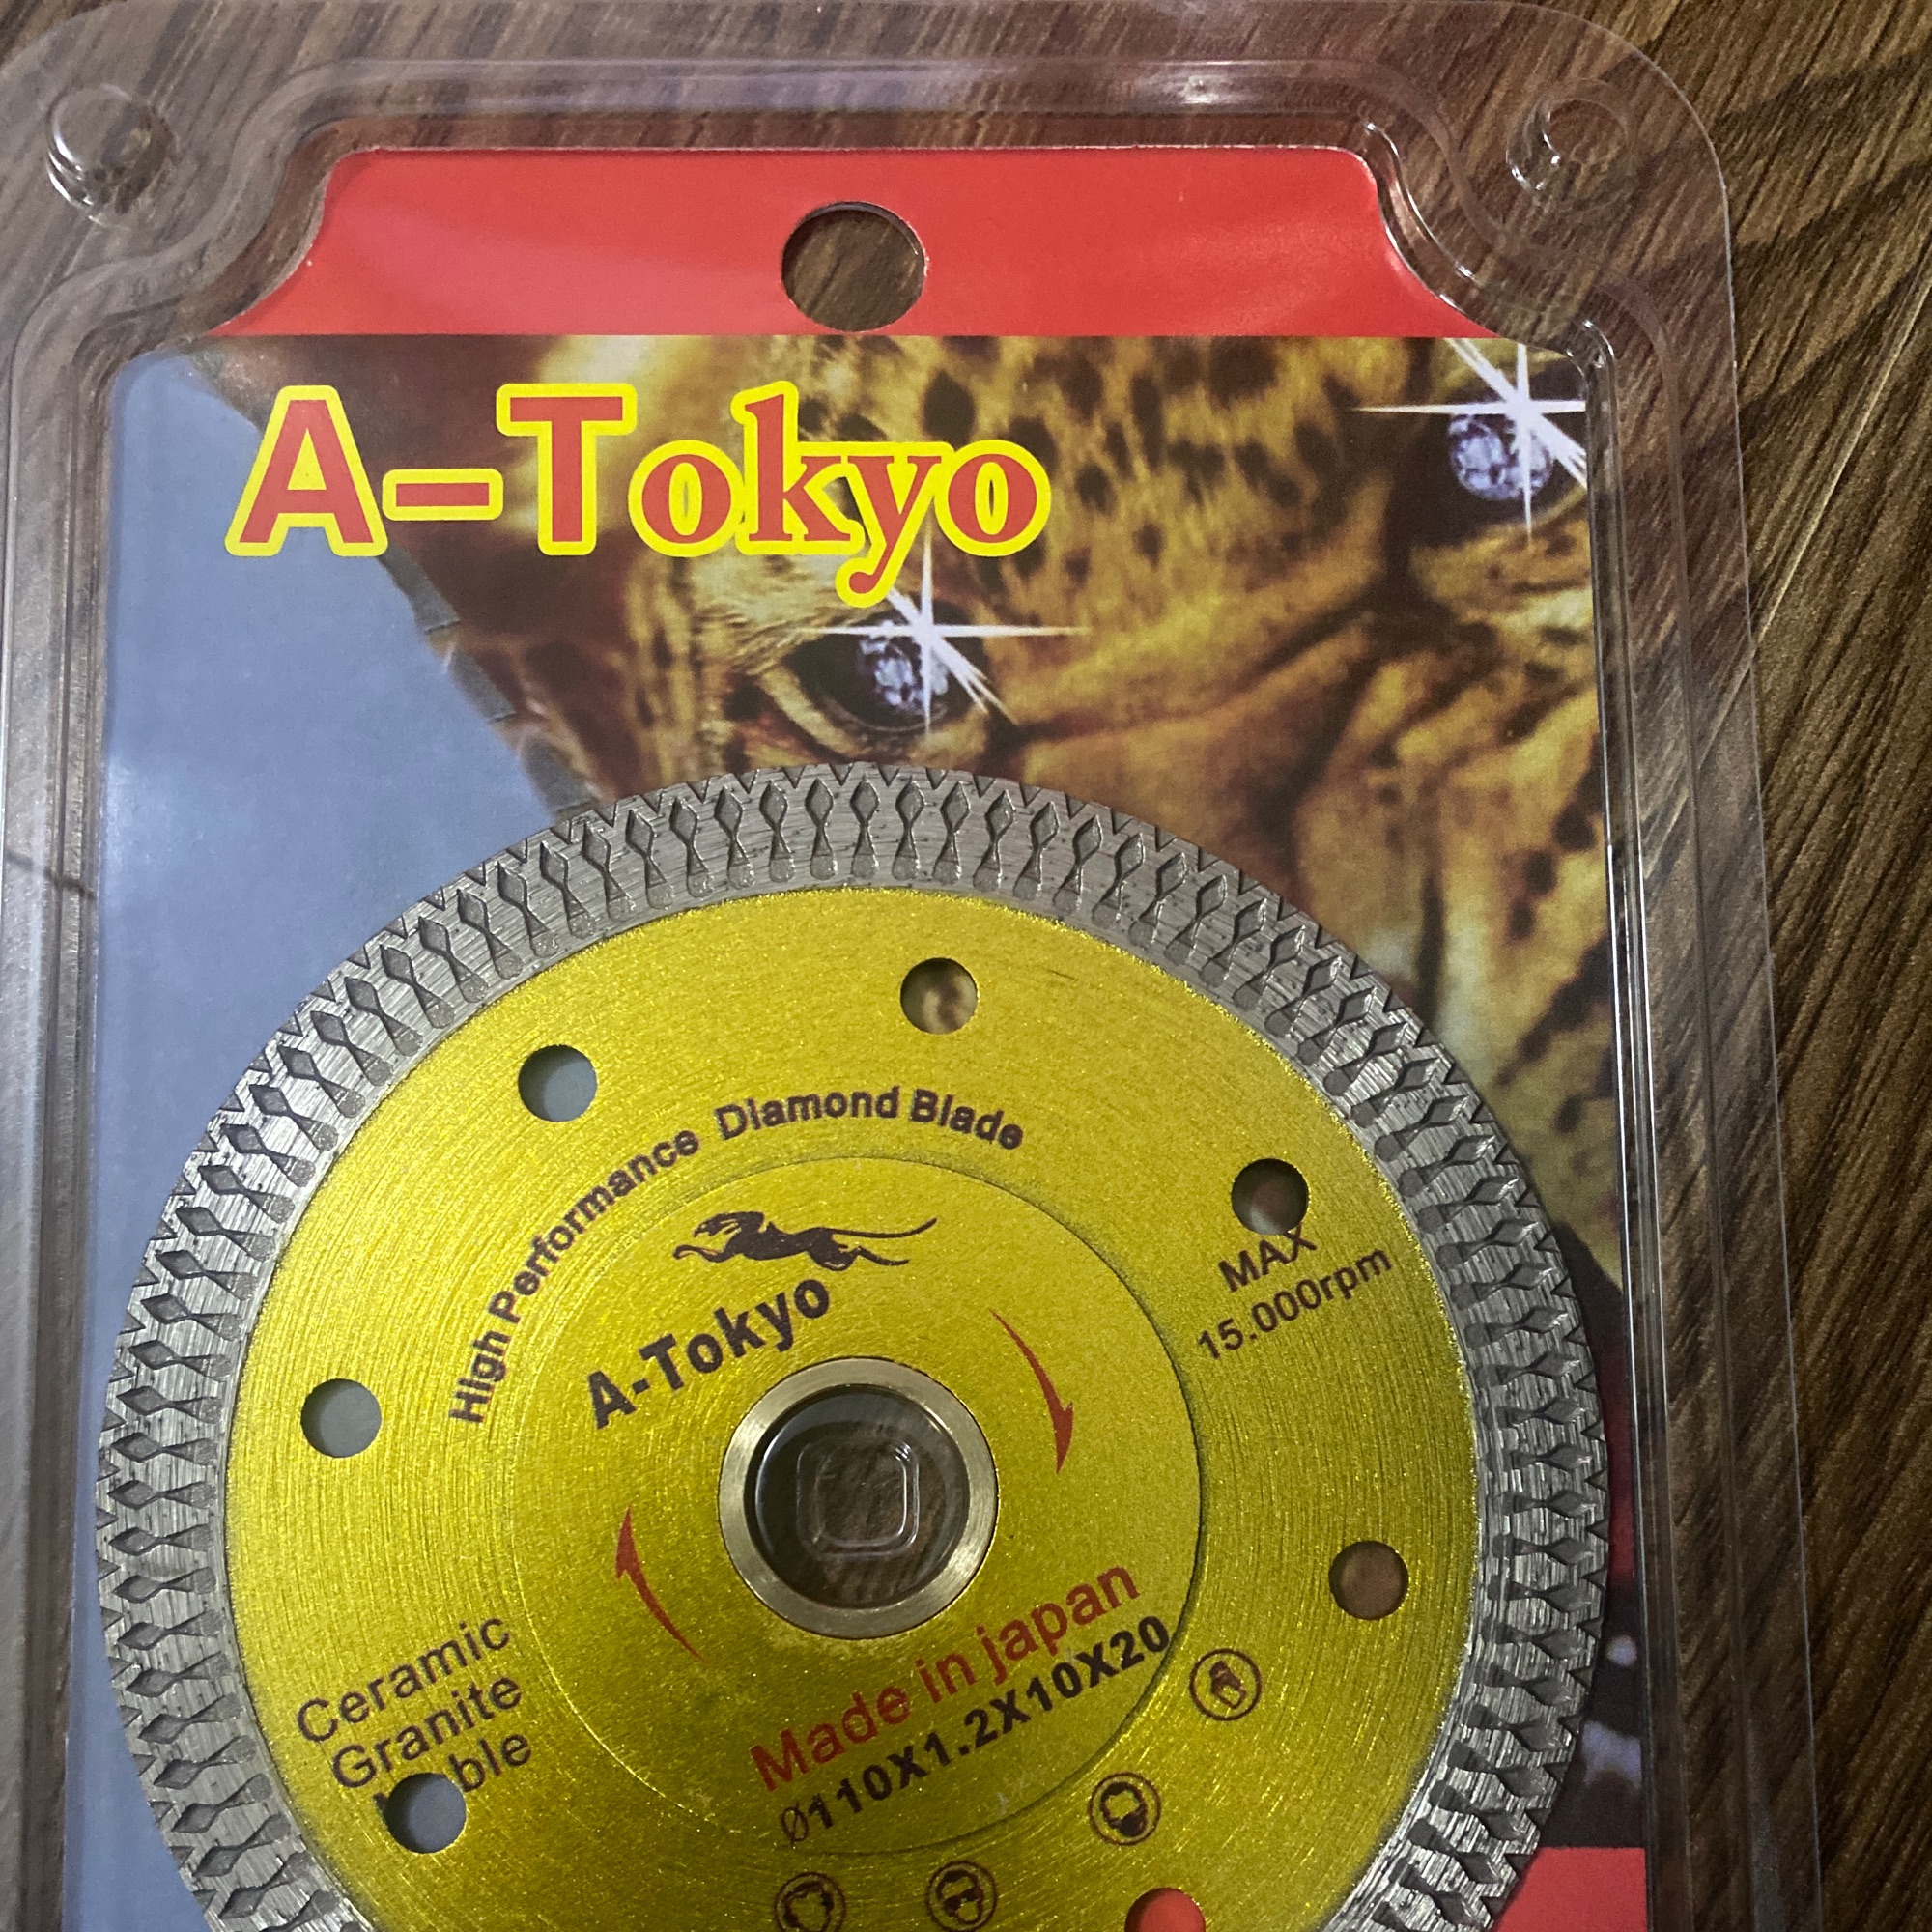 A-Tokyo
High Performance Diamond Blade
A-Tokyo
MAX
15.000rpm
Ceramic
Granite
Made in japan
Ø110X1.2X10X20